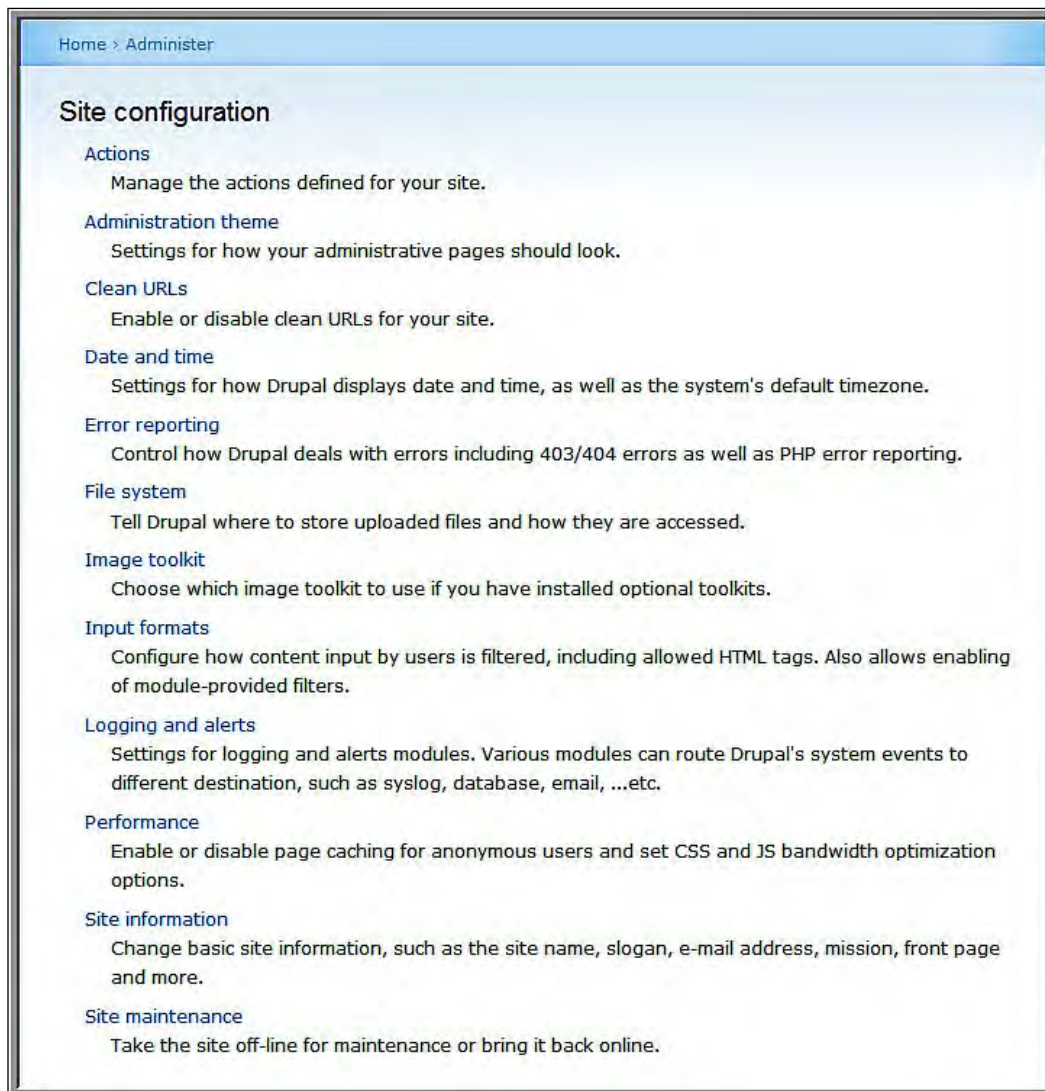 Home › Administer
Site configuration
Actions
Manage the actions defined for your site.
Administration theme
Settings for how your administrative pages should look.
Clean URLs
Enable or disable clean URLs for your site.
Date and time
Settings for how Drupal displays date and time, as well as the system's default timezone.
Error reporting
Control how Drupal deals with errors including 403/404 errors as well as PHP error reporting.
File system
Tell Drupal where to store uploaded files and how they are accessed.
Image toolkit
Choose which image toolkit to use if you have installed optional toolkits.
Input formats
Configure how content input by users is filtered, including allowed HTML tags. Also allows enabling
of module-provided filters.
Logging and alerts
Settings for logging and alerts modules. Various modules can route Drupal's system events to
different destination, such as syslog, database, email, ...etc.
Performance
Enable or disable page caching for anonymous users and set CSS and JS bandwidth optimization
options.
Site information
Change basic site information, such as the site name, slogan, e-mail address, mission, front page
and more.
Site maintenance
Take the site off-line for maintenance or bring it back online.